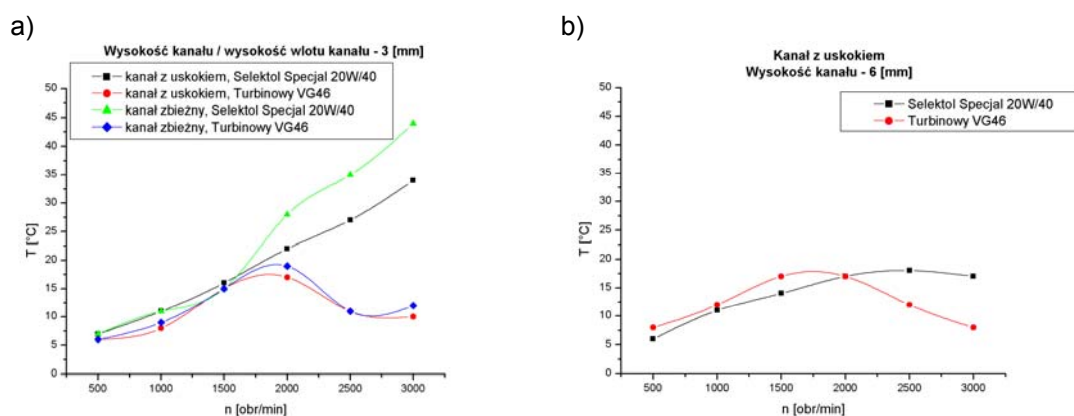 a)
Wysokość kanału / wysokość wlotu kanału - 3 [mm]
kanał z uskokiem, Selektol Specjal 20W/40
kanał z uskokiem, Turbinowy VG46
kanał zbieżny, Selektol Specjal 20W/40
kanał zbieżny, Turbinowy VG46
50
45
40
35
30
25
20
15
10
5
0
T [°C]
500 1000 1500 2000 2500 3000
n [obr/min]
b)
Kanał z uskokiem
Wysokość kanału - 6 [mm]
Selektol Specjal 20W/40
Turbinowy VG46
50
45
40
35
30
25
20
15
10
5
0
T [°C]
500 1000 1500 2000 2500 3000
n [obr/min]